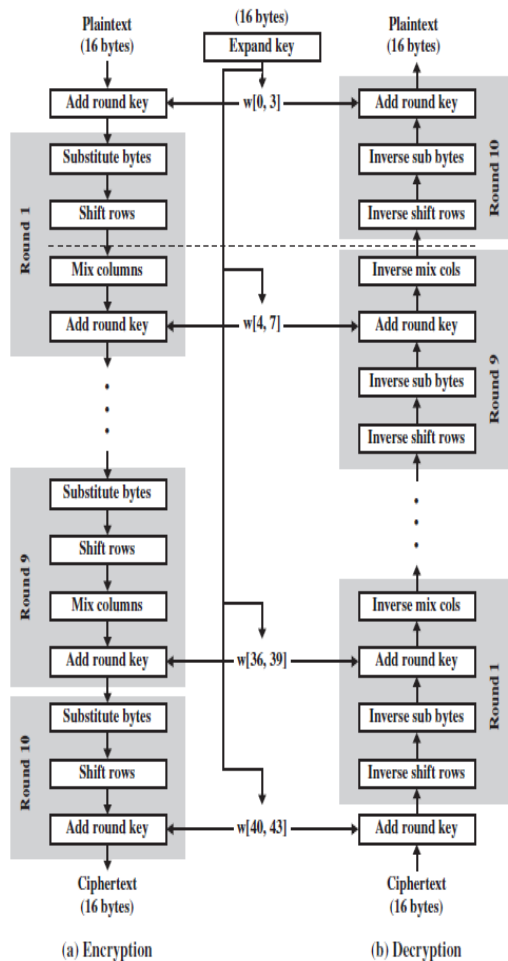 Plaintext
(16 bytes)
Add round key
Substitute bytes
Shift rows
Mix columns
Add round key
Round 1
Substitute bytes
Shift rows
Mix columns
Add round key
Round 9
Substitute bytes
Shift rows
Add round key
Round 10
Ciphertext
(16 bytes)
(a) Encryption
(16 bytes)
Expand key
w[0, 3]
w[4, 7]
w[36, 39]
w[40, 43]
Plaintext
(16 bytes)
Add round key
Inverse sub bytes
Inverse shift rows
Round 10
Inverse mix cols
Add round key
Inverse sub bytes
Inverse shift rows
Round 9
Inverse mix cols
Add round key
Inverse sub bytes
Inverse shift rows
Round 1
Add round key
Ciphertext
(16 bytes)
(b) Decryption